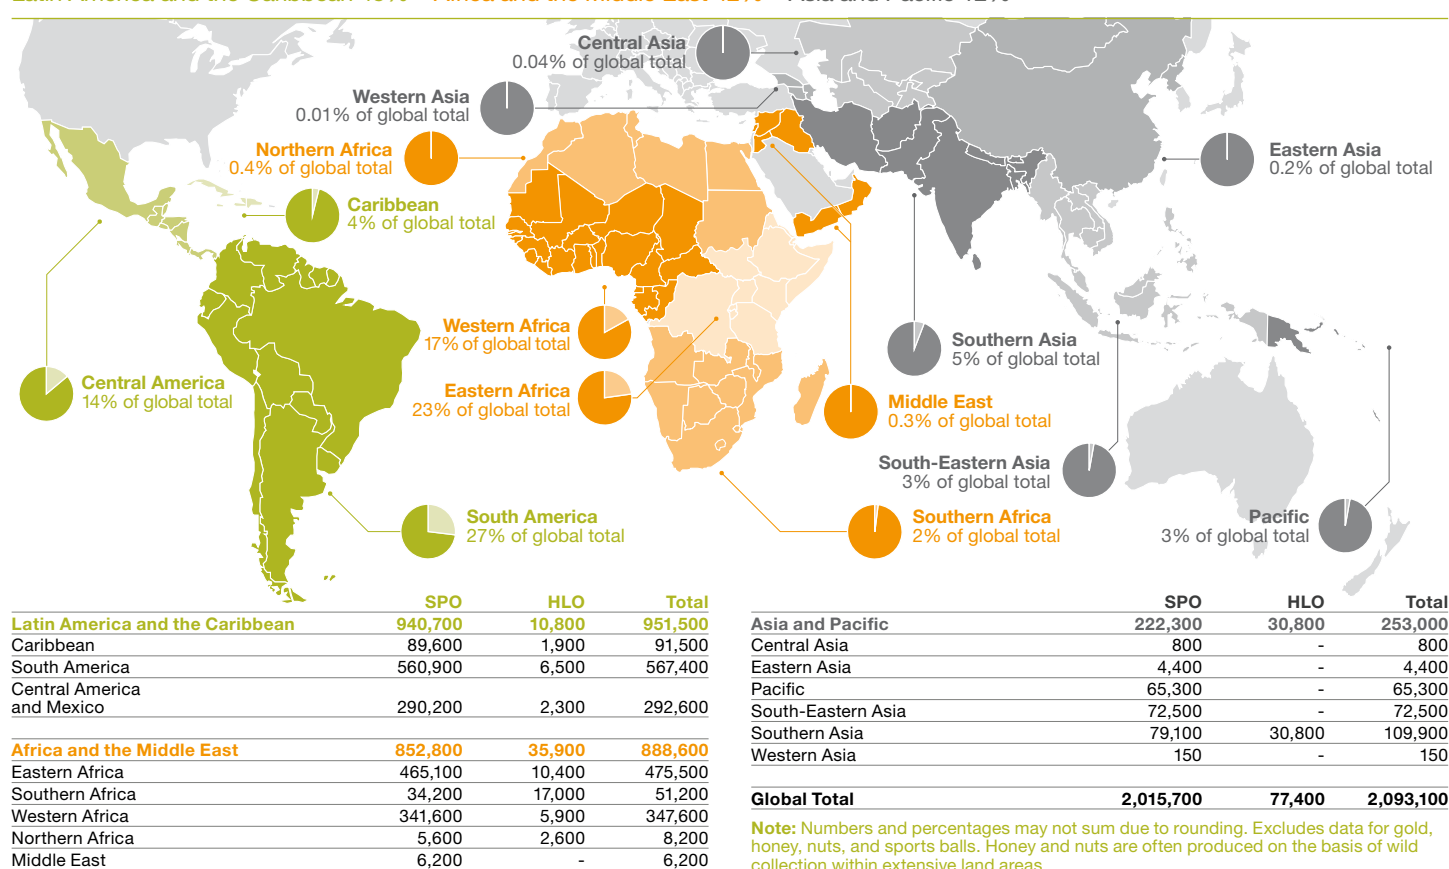 Central Asia
0.04% of global total
Western Asia
0.01% of global total
Northern Africa
0.4% of global total
Eastern Asia
0.2% of global total
Caribbean
4% of global total
Western Africa
17% of global total
Southern Asia
5% of global total
Central America
14% of global total
Eastern Africa
23% of global total
Middle East
0.3% of global total
South-Eastern Asia
3% of global total
South America
27% of global total
Southern Africa
2% of global total
Pacific
3% of global total
SPO HLO Total
Latin America and the Caribbean 940,700 10,800 951,500
Caribbean 89,600 1,900 91,500
South America 560,900 6,500 567,400
Central America
and Mexico 290,200 2,300 292,600
Africa and the Middle East 852,800 35,900 888,600
Eastern Africa 465,100 10,400 475,500
Southern Africa 34,200 17,000 51,200
Western Africa 341,600 5,900 347,600
Northern Africa 5,600 2,600 8,200
Middle East 6,200 - 6,200
SPO HLO Total
Asia and Pacific 222,300 30,800 253,000
Central Asia 800 - 800
Eastern Asia 4,400 - 4,400
Pacific 65,300 - 65,300
South-Eastern Asia 72,500 - 72,500
Southern Asia 79,100 30,800 109,900
Western Asia 150 - 150
Global Total 2,015,700 77,400 2,093,100
Note: Numbers and percentages may not sum due to rounding. Excludes data for gold,
honey, nuts, and sports balls. Honey and nuts are often produced on the basis of wild
collection within extensive land areas